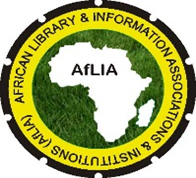 AFRICAN LIBRARY & INFORMATION ASSOCIATIONS & INSTITUTIONS (AfLIA)
AfLIA